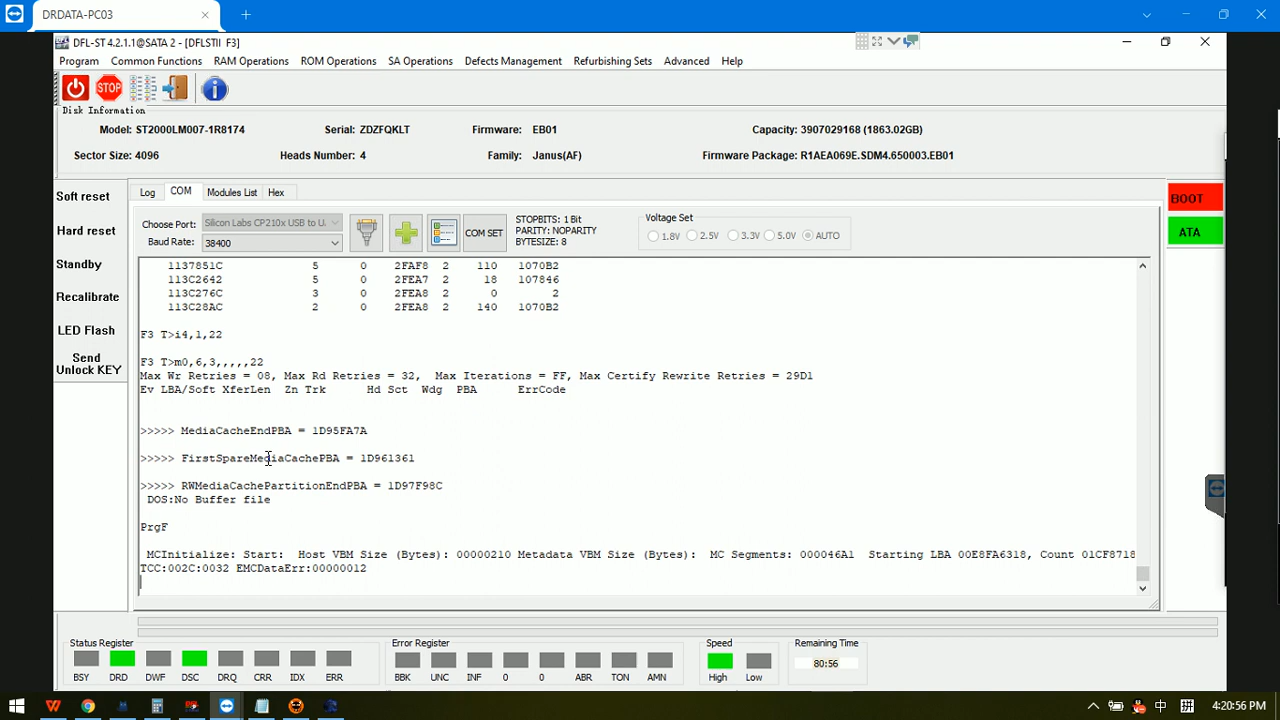 DRDATA-PC03
DFL-ST 4.2.1.1@SATA 2 - [DFLSTII F3]
Program Common Functions RAM Operations ROM Operations SA Operations Defects Management Refurbishing Sets Advanced Help
STOP
Disk Information
Model: ST2000LM007-1R8174 Serial: ZDZFQKLT Firmware: EB01 Capacity: 3907029168 (1863.02GB)
Sector Size: 4096 Heads Number: 4 Family: Janus(AF) Firmware Package: R1AEA069E.SDM4.650003.EB01
Soft reset
Hard reset
Standby
Recalibrate
LED Flash
Send
Unlock KEY
Log COM Modules List Hex
Choose Port: Silicon Labs CP210x USB to U
Baud Rate: 38400
COM SET
STOPBITS: 1 Bit
PARITY: NOPARITY
BYTESIZE: 8
Voltage Set
1.8V 2.5V 3.3V 5.0V AUTO
BOOT
ATA
1137851C 5 0 2FAF8 2 110 1070B2
113C2642 5 0 2FEA7 2 18 107846
113C276C 3 0 2FEA8 2 0 2
113C28AC 2 0 2FEA8 2 140 1070B2
F3 T>i4,1,22
F3 T>m0,6,3,,,,,22
Max Wr Retries = 08, Max Rd Retries = 32, Max Iterations = FF, Max Certify Rewrite Retries = 29D1
Ev LBA/Soft XferLen Zn Trk Hd Sct Wdg PBA ErrCode
>>>>> MediaCacheEndPBA = 1D95FA7A
>>>>> FirstSpareMediaCachePBA = 1D961361
>>>>> RWMediaCachePartitionEndPBA = 1D97F98C
DOS:No Buffer file
PrgF
MCInitialize: Start: Host VBM Size (Bytes): 00000210 Metadata VBM Size (Bytes): MC Segments: 000046A1 Starting LBA 00E8FA6318, Count 01CF8718
TCC:002C:0032 EMCDataErr:00000012
Status Register
BSY DRD DWF DSC DRQ CRR IDX ERR
Error Register
BBK UNC INF 0 0 ABR TON AMN
Speed
High Low
Remaining Time
80:56
中 拼 4:20:56 PM